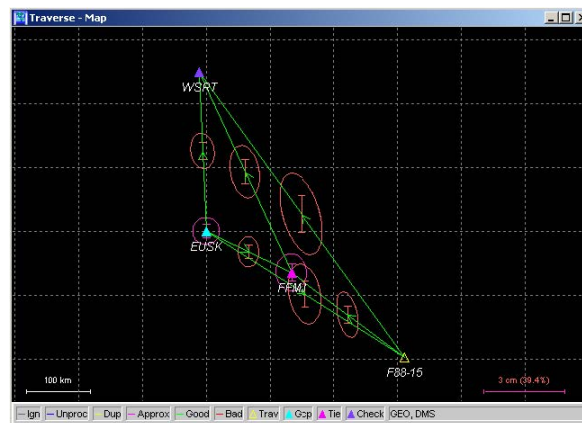 Traverse - Map
WSRT
EUSK
FFMJ
F88-15
100 km
3 cm (39.4%)
Ign Unproc Dup Approx Good Bad Trav Gcp Tie Check GEO, DMS